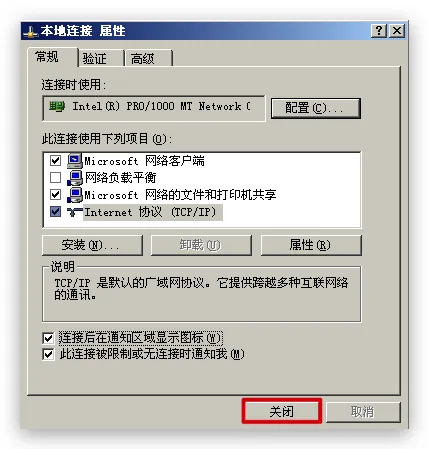 本地连接 属性
常规 验证 高级
连接时使用:
Intel(R) PRO/1000 MT Network C
配置(C)...
此连接使用下列项目(O):
Microsoft 网络客户端
网络负载平衡
Microsoft 网络的文件和打印机共享
Internet 协议 (TCP/IP)
安装(N)... 卸载(U) 属性(R)
说明
TCP/IP 是默认的广域网协议。它提供跨越多种互联网络
的通讯。
连接后在通知区域显示图标(W)
此连接被限制或无连接时通知我(M)
关闭 取消